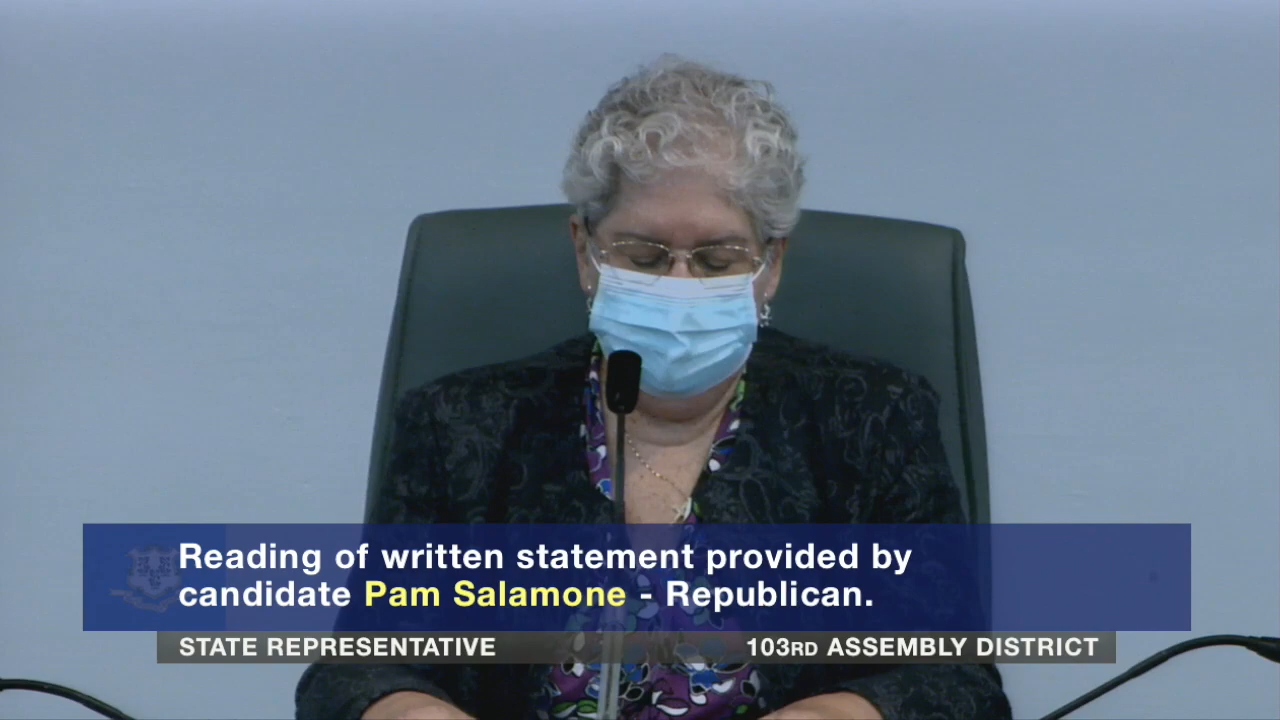 Reading of written statement provided by
candidate Pam Salamone - Republican.
STATE REPRESENTATIVE 103RD ASSEMBLY DISTRICT